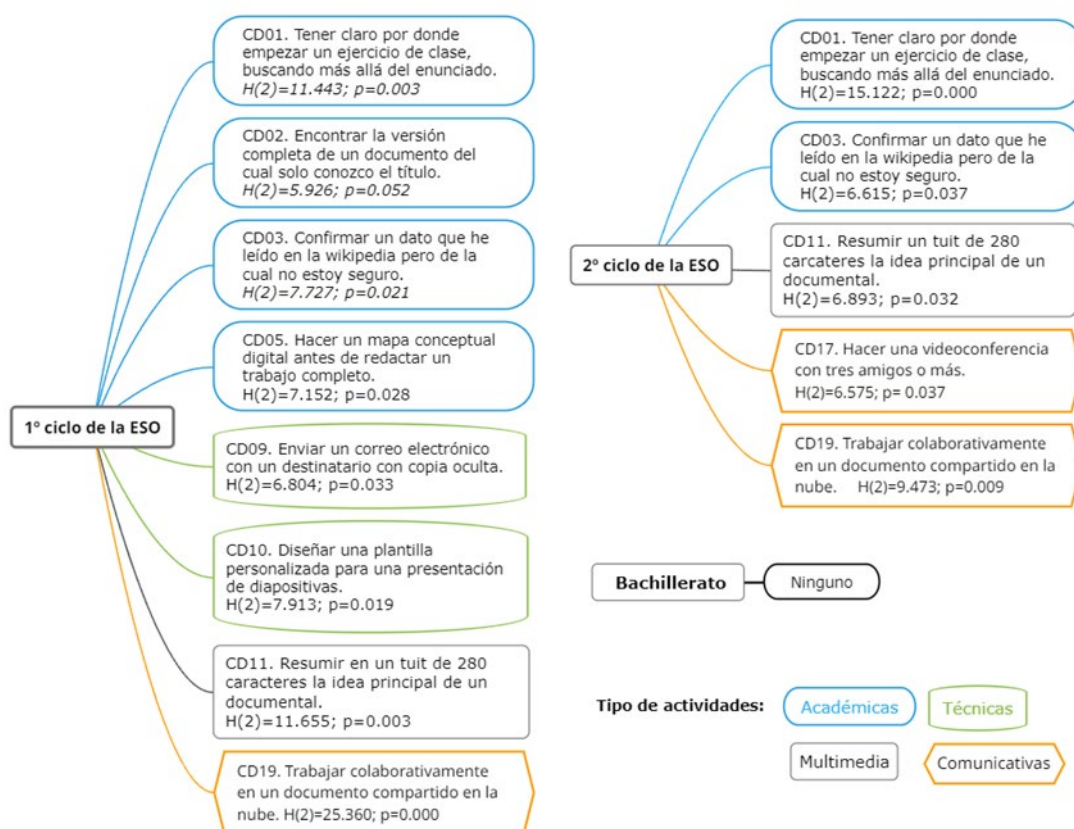 1º ciclo de la ESO
CD01. Tener claro por donde
empezar un ejercicio de clase,
buscando más allá del enunciado.
H(2)=11.443; p=0.003
CD02. Encontrar la versión
completa de un documento del
cual solo conozco el título.
H(2)=5.926; p=0.052
CD03. Confirmar un dato que he
leído en la wikipedia pero de la
cual no estoy seguro.
H(2)=7.727; p=0.021
CD05. Hacer un mapa conceptual
digital antes de redactar un
trabajo completo.
H(2)=7.152; p=0.028
CD09. Enviar un correo electrónico
con un destinatario con copia oculta.
H(2)=6.804; p=0.033
CD10. Diseñar una plantilla
personalizada para una presentación
de diapositivas.
H(2)=7.913; p=0.019
CD11. Resumir en un tuit de 280
caracteres la idea principal de un
documental.
H(2)=11.655; p=0.003
CD19. Trabajar colaborativamente
en un documento compartido en la
nube. H(2)=25.360; p=0.000
2º ciclo de la ESO
CD01. Tener claro por donde
empezar un ejercicio de clase,
buscando más allá del enunciado.
H(2)=15.122; p=0.000
CD03. Confirmar un dato que he
leído en la wikipedia pero de la
cual no estoy seguro.
H(2)=6.615; p=0.037
CD11. Resumir un tuit de 280
carcateres la idea principal de un
documental.
H(2)=6.893; p=0.032
CD17. Hacer una videoconferencia
con tres amigos o más.
H(2)=6.575; p= 0.037
CD19. Trabajar colaborativamente
en un documento compartido en la
nube. H(2)=9.473; p=0.009
Bachillerato
Ninguno
Tipo de actividades:
Académicas
Técnicas
Multimedia
Comunicativas